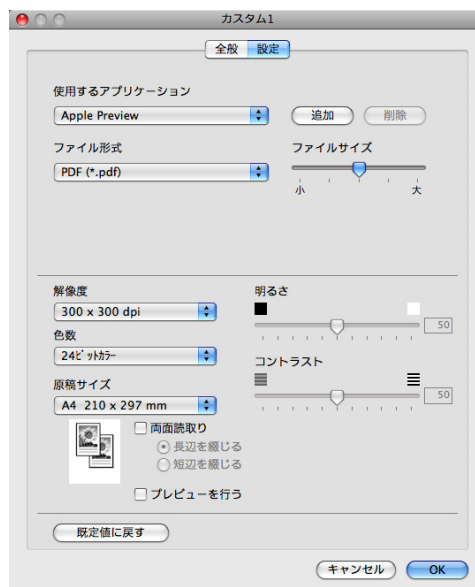 カスタム1
全般 設定
使用するアプリケーション
Apple Preview 追加 削除
ファイル形式 ファイルサイズ
PDF (*.pdf)
小 大
解像度 明るさ
300 x 300 dpi
50
色数
24ビットカラー
コントラスト
原稿サイズ
50
A4 210 x 297 mm
両面読取り
長辺を綴じる
短辺を綴じる
プレビューを行う
既定値に戻す
キャンセル OK